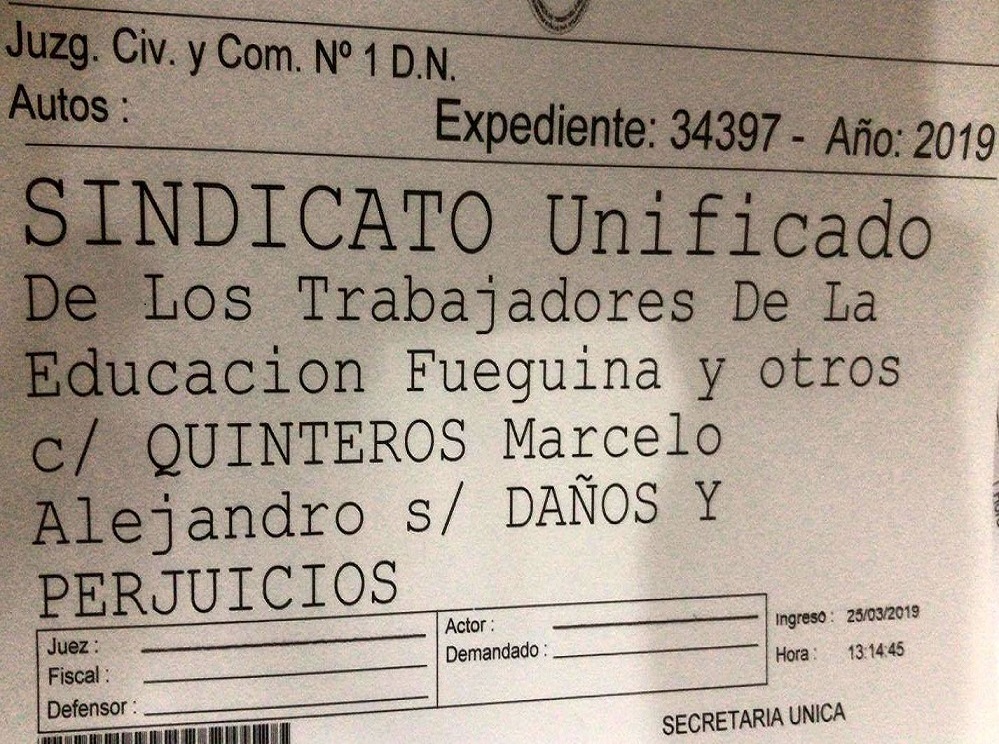 Juzg. Civ. y Com. Nº 1 D.N.
Autos :
Expediente: 34397 - Año: 2019
SINDICATO Unificado
De Los Trabajadores De La
Educacion Fueguina y otros
c/ QUINTEROS Marcelo
Alejandro s/ DAÑOS Y
PERJUICIOS
Juez :
Fiscal :
Defensor :
Actor :
Demandado :
Ingreso : 25/03/2019
Hora : 13:14:45
SECRETARIA UNICA